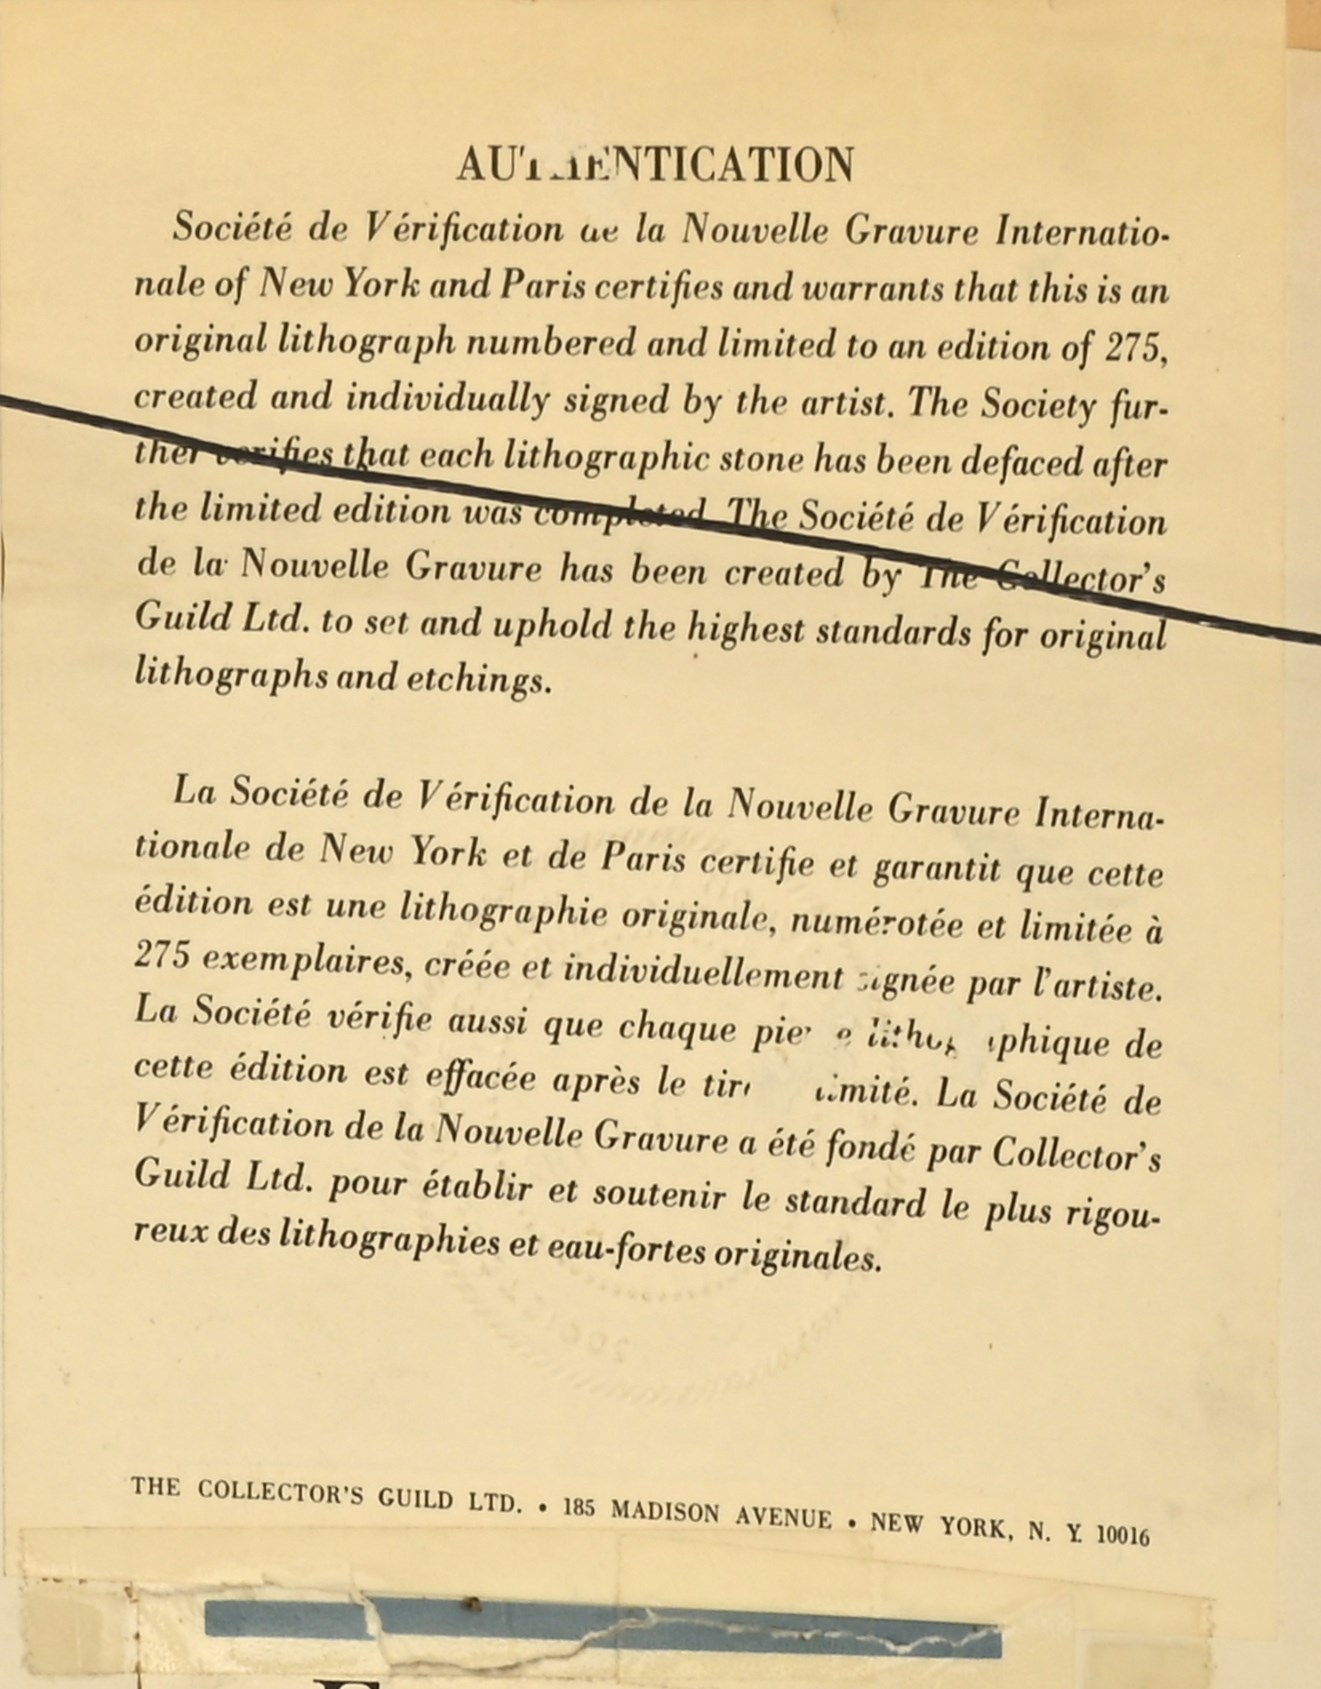 AUTHENTICATION
Société de Vérification de la Nouvelle Gravure Internatio-
nale of New York and Paris certifies and warrants that this is an
original lithograph numbered and limited to an edition of 275,
created and individually signed by the artist. The Society fur-
ther verifies that each lithographic stone has been defaced after
the limited edition was completed. The Société de Vérification
de la Nouvelle Gravure has been created by The Collector's
Guild Ltd. to set and uphold the highest standards for original
lithographs and etchings.
La Société de Vérification de la Nouvelle Gravure Interna-
tionale de New York et de Paris certifie et garantit que cette
édition est une lithographie originale, numérotée et limitée à
275 exemplaires, créée et individuellement signée par l'artiste.
La Société vérifie aussi que chaque de
cette édition est effacée après le limité. La Société de
Vérification de la Nouvelle Gravure a été fondé par Collector's
Guild Ltd. pour établir et soutenir le standard le plus rigou-
reux des lithographies et eau-fortes originales.
THE COLLECTOR'S GUILD LTD. • 185 MADISON AVENUE • NEW YORK, N. Y. 10016